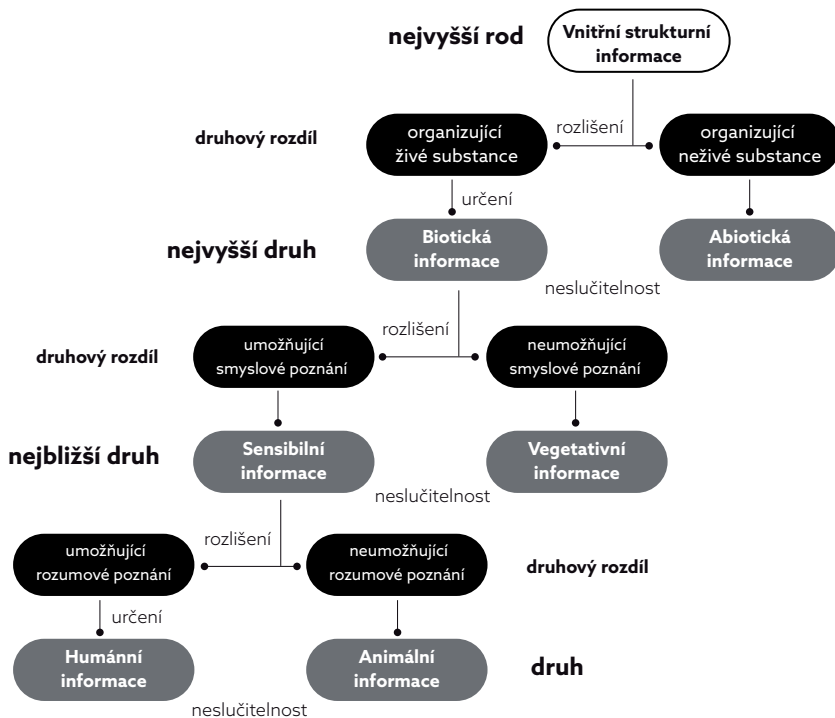 nejvyšší rod
Vnitřní strukturní
informace
druhový rozdíl
organizující
živé substance
rozlišení
organizující
neživé substance
určení
nejvyšší druh
Biotická
informace
Abiotická
informace
neslučitelnost
druhový rozdíl
umožňující
smyslové poznání
rozlišení
neumožňující
smyslové poznání
nejbližší druh
Sensibilní
informace
Vegetativní
informace
neslučitelnost
umožňující
rozumové poznání
rozlišení
neumožňující
rozumové poznání
druhový rozdíl
určení
Humánní
informace
Animální
informace
druh
neslučitelnost